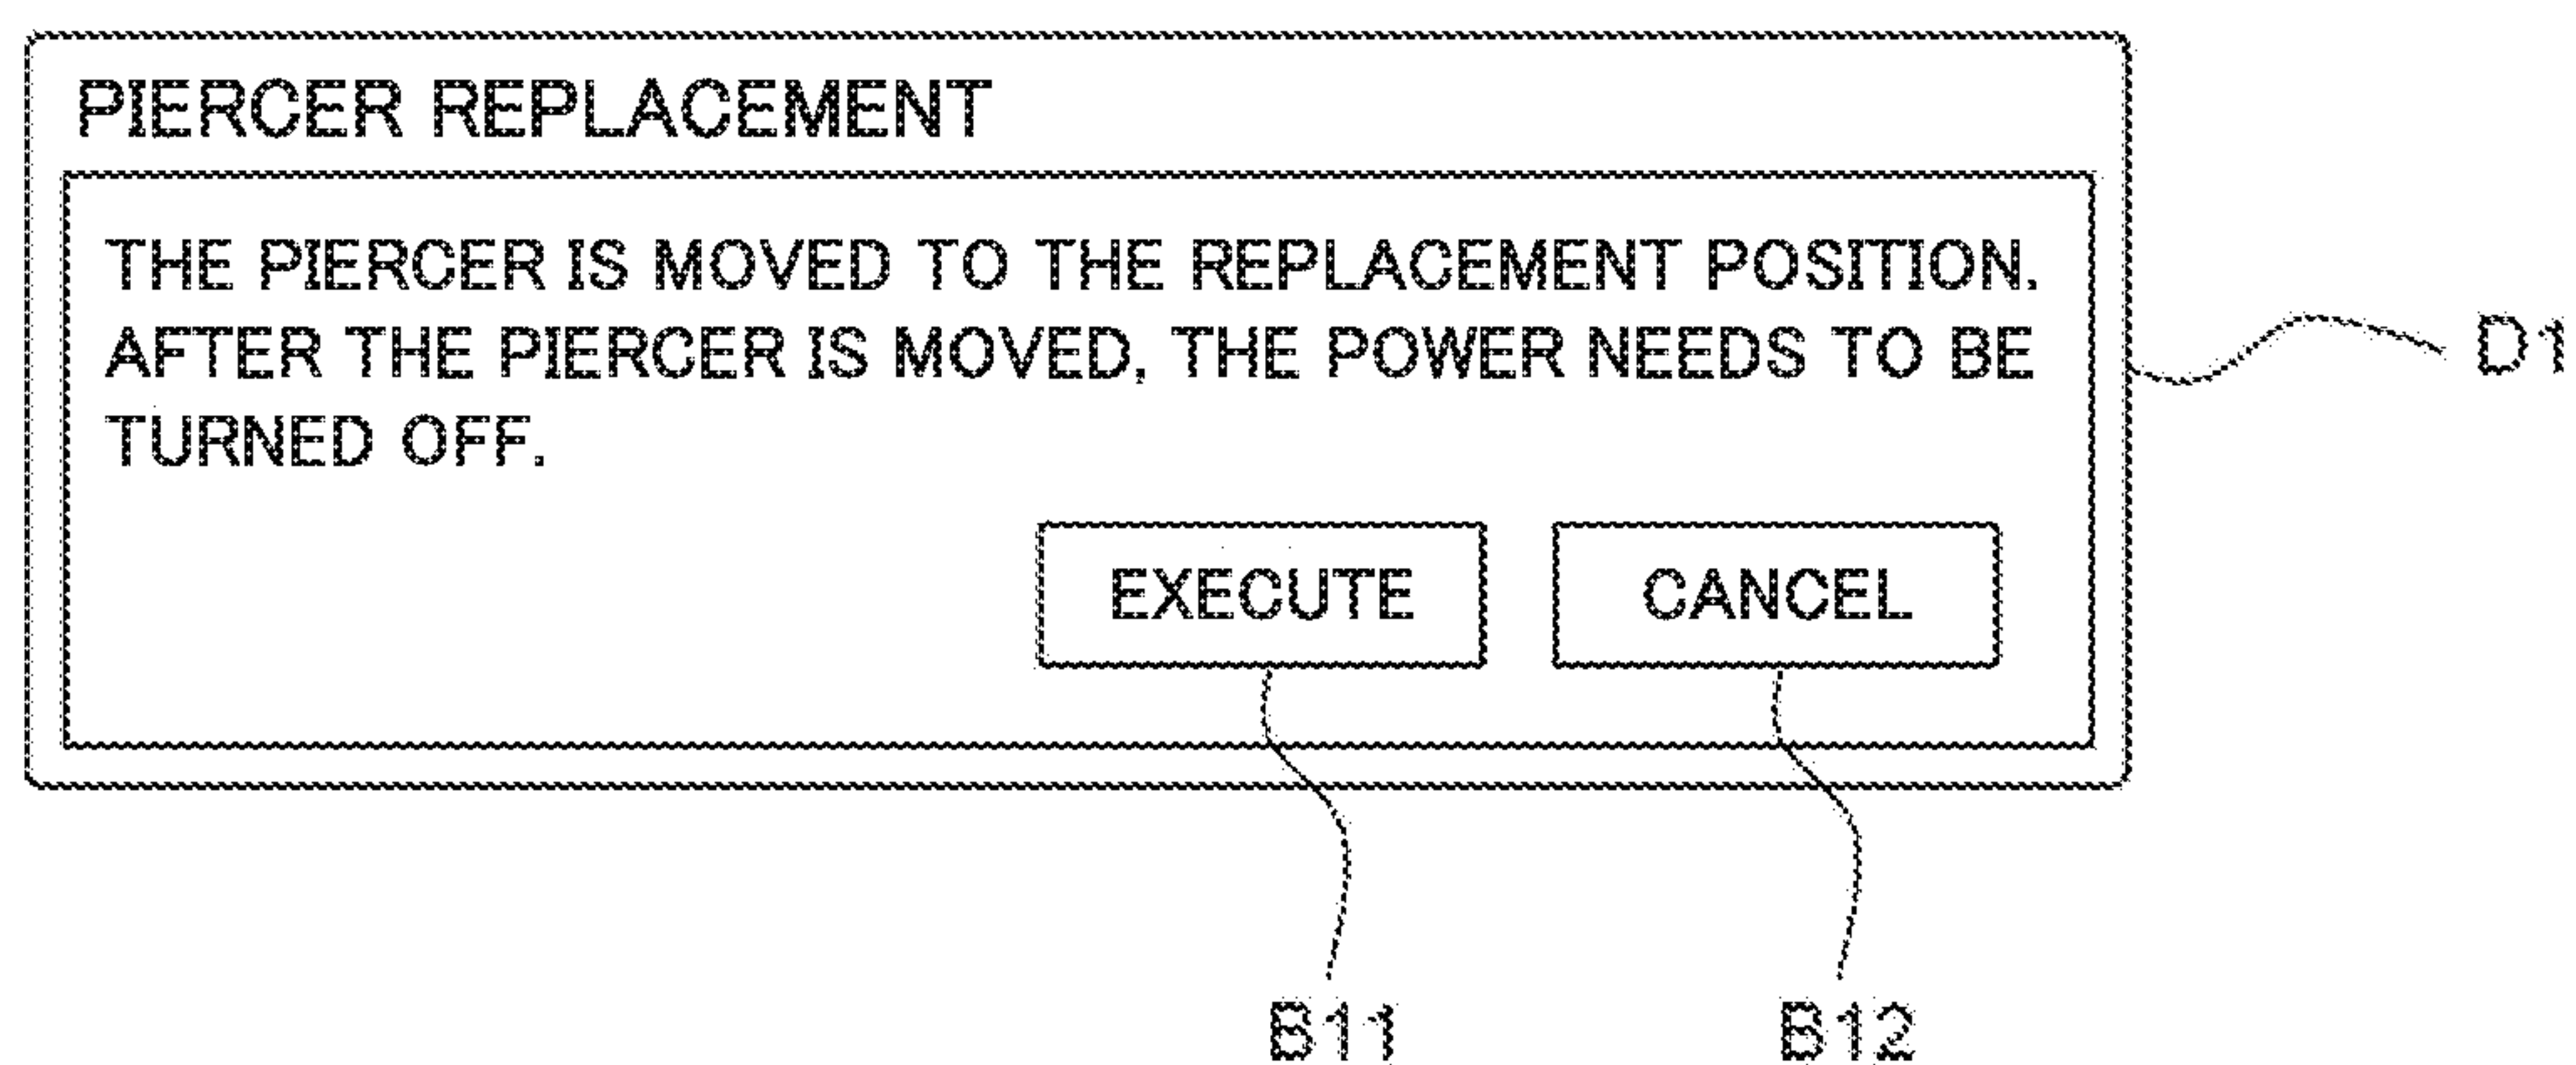 PIERCER REPLACEMENT
THE PIERCER IS MOVED TO THE REPLACEMENT POSITION.
AFTER THE PIERCER IS MOVED, THE POWER NEEDS TO BE
TURNED OFF.
D1
EXECUTE CANCEL
B11 B12